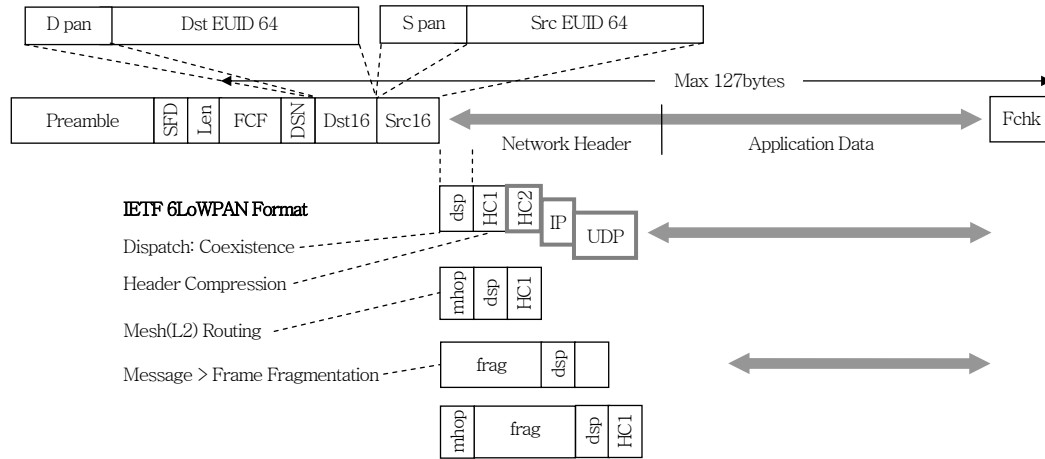 D pan Dst EUID 64 S pan Src EUID 64
Max 127bytes
Preamble SFD Len FCF DSN Dst16 Src16 Fchk
Network Header Application Data
IETF 6LoWPAN Format dsp HC1 HC2 IP UDP
Dispatch: Coexistence
Header Compression
mhop dsp HC1
Mesh(L2) Routing
Message > Frame Fragmentation frag dsp
mhop frag dsp HC1